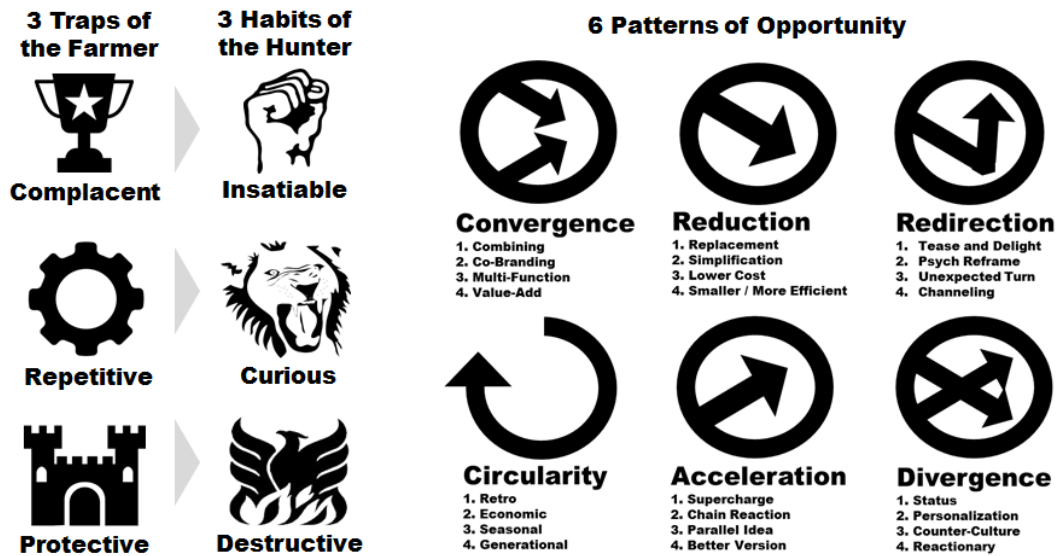 3 Traps of
the Farmer
Complacent
Repetitive
Protective
3 Habits of
the Hunter
Insatiable
Curious
Destructive
6 Patterns of Opportunity
Convergence
1. Combining
2. Co-Branding
3. Multi-Function
4. Value-Add
Reduction
1. Replacement
2. Simplification
3. Lower Cost
4. Smaller / More Efficient
Redirection
1. Tease and Delight
2. Psych Reframe
3. Unexpected Turn
4. Channeling
Circularity
1. Retro
2. Economic
3. Seasonal
4. Generational
Acceleration
1. Supercharge
2. Chain Reaction
3. Parallel Idea
4. Better Version
Divergence
1. Status
2. Personalization
3. Counter-Culture
4. Reactionary